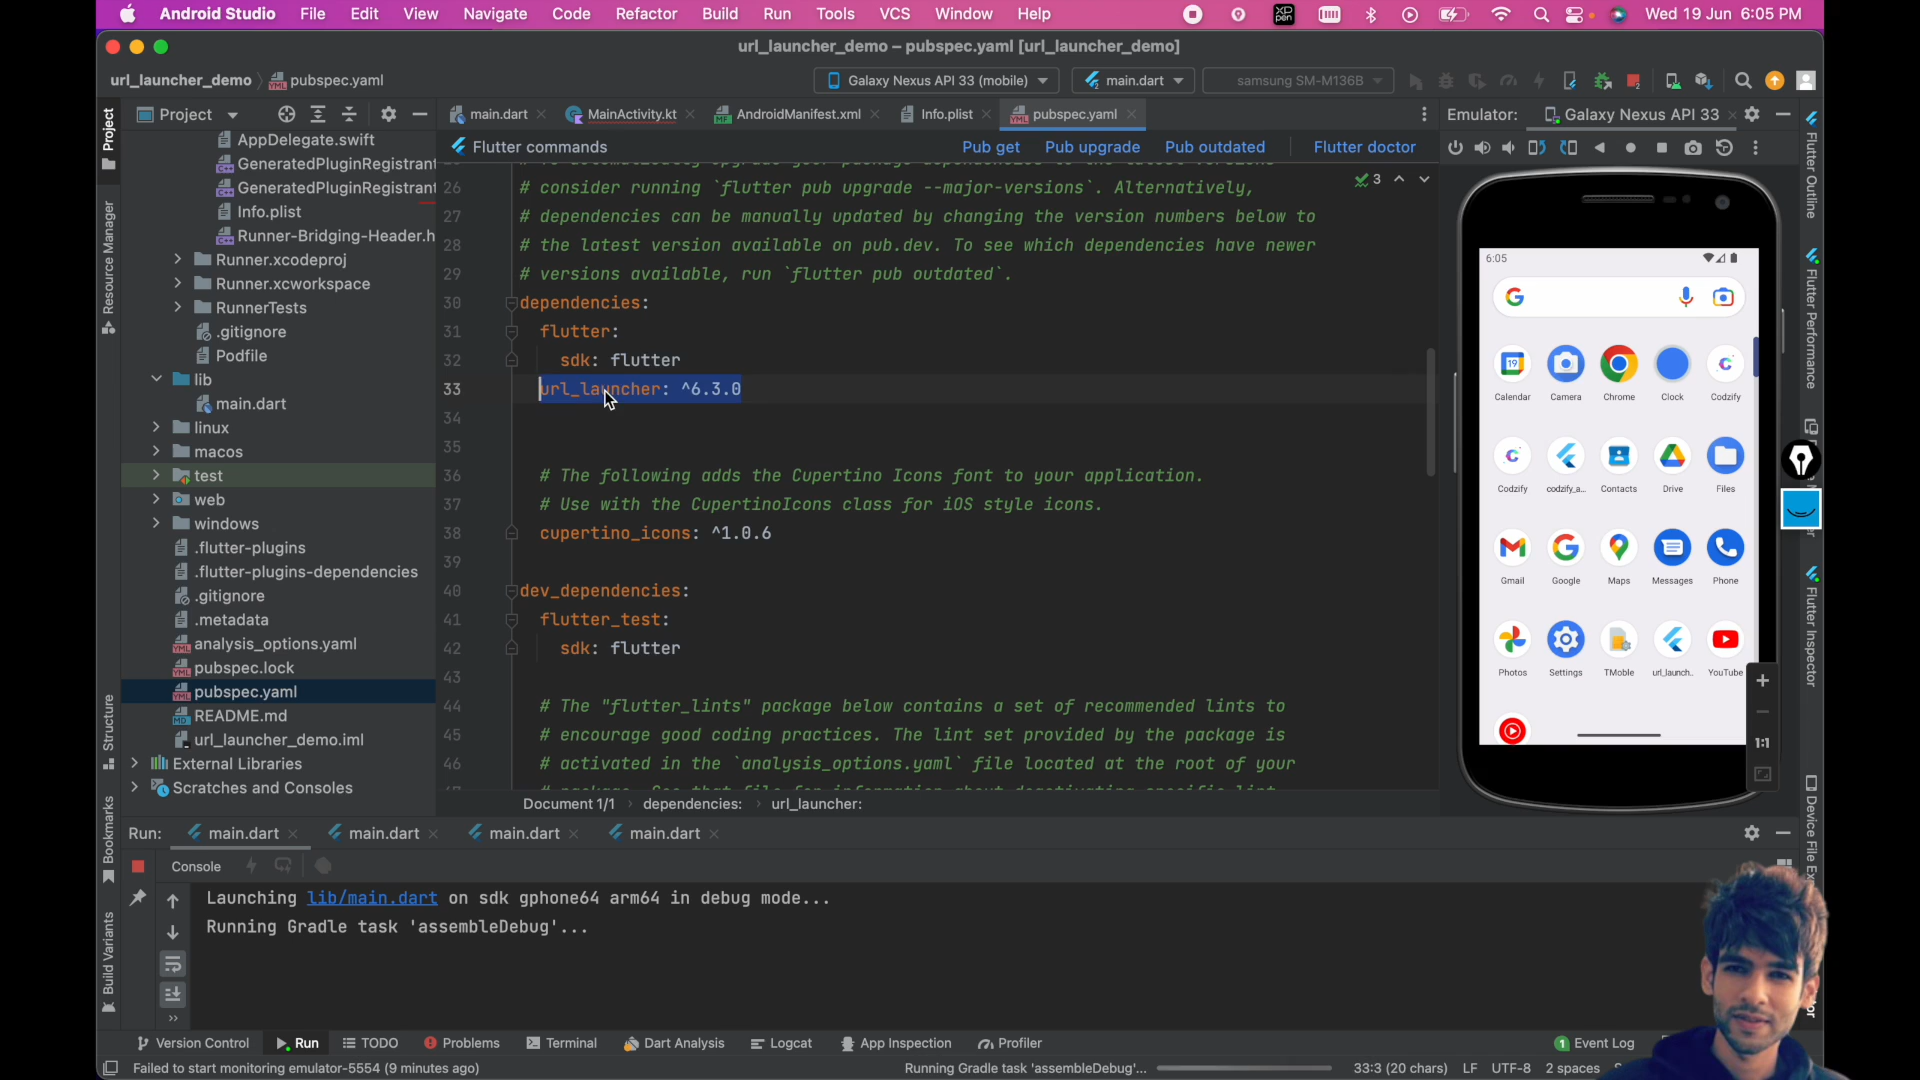 Android Studio File Edit View Navigate Code Refactor Build Run Tools VCS Window Help Wed 19 Jun 6:05 PM
url_launcher_demo – pubspec.yaml [url_launcher_demo]
url_launcher_demo pubspec.yaml Galaxy Nexus API 33 (mobile) main.dart samsung SM-M136B
Project main.dart MainActivity.kt AndroidManifest.xml Info.plist pubspec.yaml Emulator: Galaxy Nexus API 33
Flutter commands Pub get Pub upgrade Pub outdated Flutter doctor
Project
Resource Manager
Structure
Bookmarks
Build Variants
AppDelegate.swift
GeneratedPluginRegistrant
GeneratedPluginRegistrant
Info.plist
Runner-Bridging-Header.h
Runner.xcodeproj
Runner.xcworkspace
RunnerTests
.gitignore
Podfile
lib
main.dart
linux
macos
test
web
windows
.flutter-plugins
.flutter-plugins-dependencies
.gitignore
.metadata
analysis_options.yaml
pubspec.lock
pubspec.yaml
README.md
url_launcher_demo.iml
External Libraries
Scratches and Consoles
26 # consider running `flutter pub upgrade --major-versions`. Alternatively,
27 # dependencies can be manually updated by changing the version numbers below to
28 # the latest version available on pub.dev. To see which dependencies have newer
29 # versions available, run `flutter pub outdated`.
30 dependencies:
31 flutter:
32 sdk: flutter
33 url_launcher: ^6.3.0
34
35
36 # The following adds the Cupertino Icons font to your application.
37 # Use with the CupertinoIcons class for iOS style icons.
38 cupertino_icons: ^1.0.6
39
40 dev_dependencies:
41 flutter_test:
42 sdk: flutter
43
44 # The "flutter_lints" package below contains a set of recommended lints to
45 # encourage good coding practices. The lint set provided by the package is
46 # activated in the `analysis_options.yaml` file located at the root of your
3
Document 1/1 dependencies: url_launcher:
6:05
Calendar Camera Chrome Clock Codzify
Codzify codzify_a... Contacts Drive Files
Gmail Google Maps Messages Phone
Photos Settings TMoble url_launch.. YouTube
1:1
Flutter Outline
Flutter Performance
Flutter Inspector
Device File Ex
Run: main.dart main.dart main.dart main.dart
Console
Launching lib/main.dart on sdk gphone64 arm64 in debug mode...
Running Gradle task 'assembleDebug'...
Version Control Run TODO Problems Terminal Dart Analysis Logcat App Inspection Profiler 1 Event Log
Failed to start monitoring emulator-5554 (9 minutes ago) Running Gradle task 'assembleDebug'... 33:3 (20 chars) LF UTF-8 2 spaces